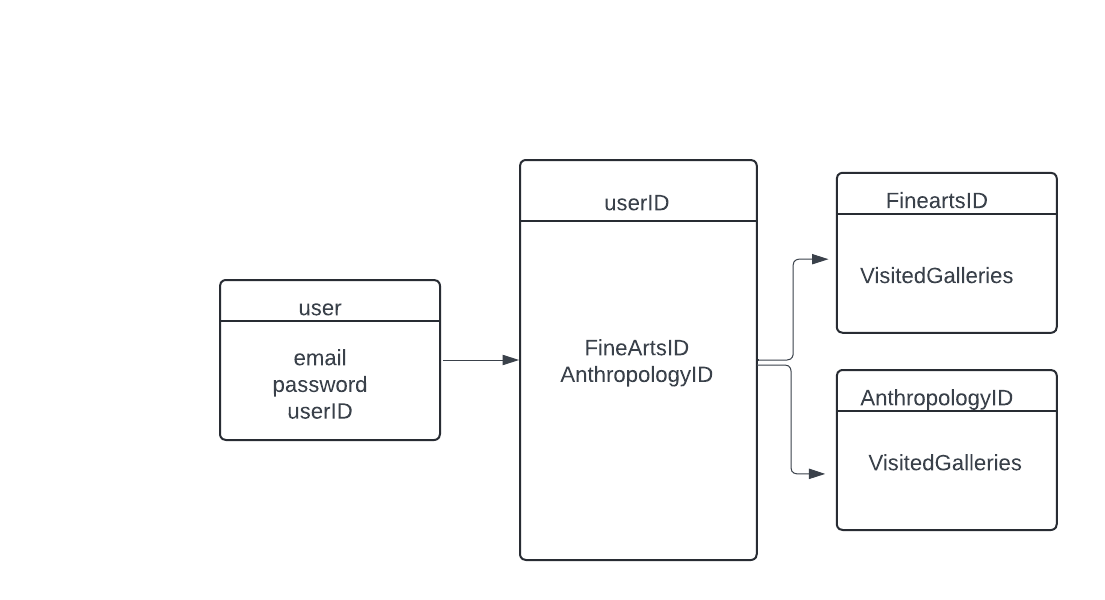 user
email
password
userID
userID
FineArtsID
AnthropologyID
FineartsID
VisitedGalleries
AnthropologyID
VisitedGalleries